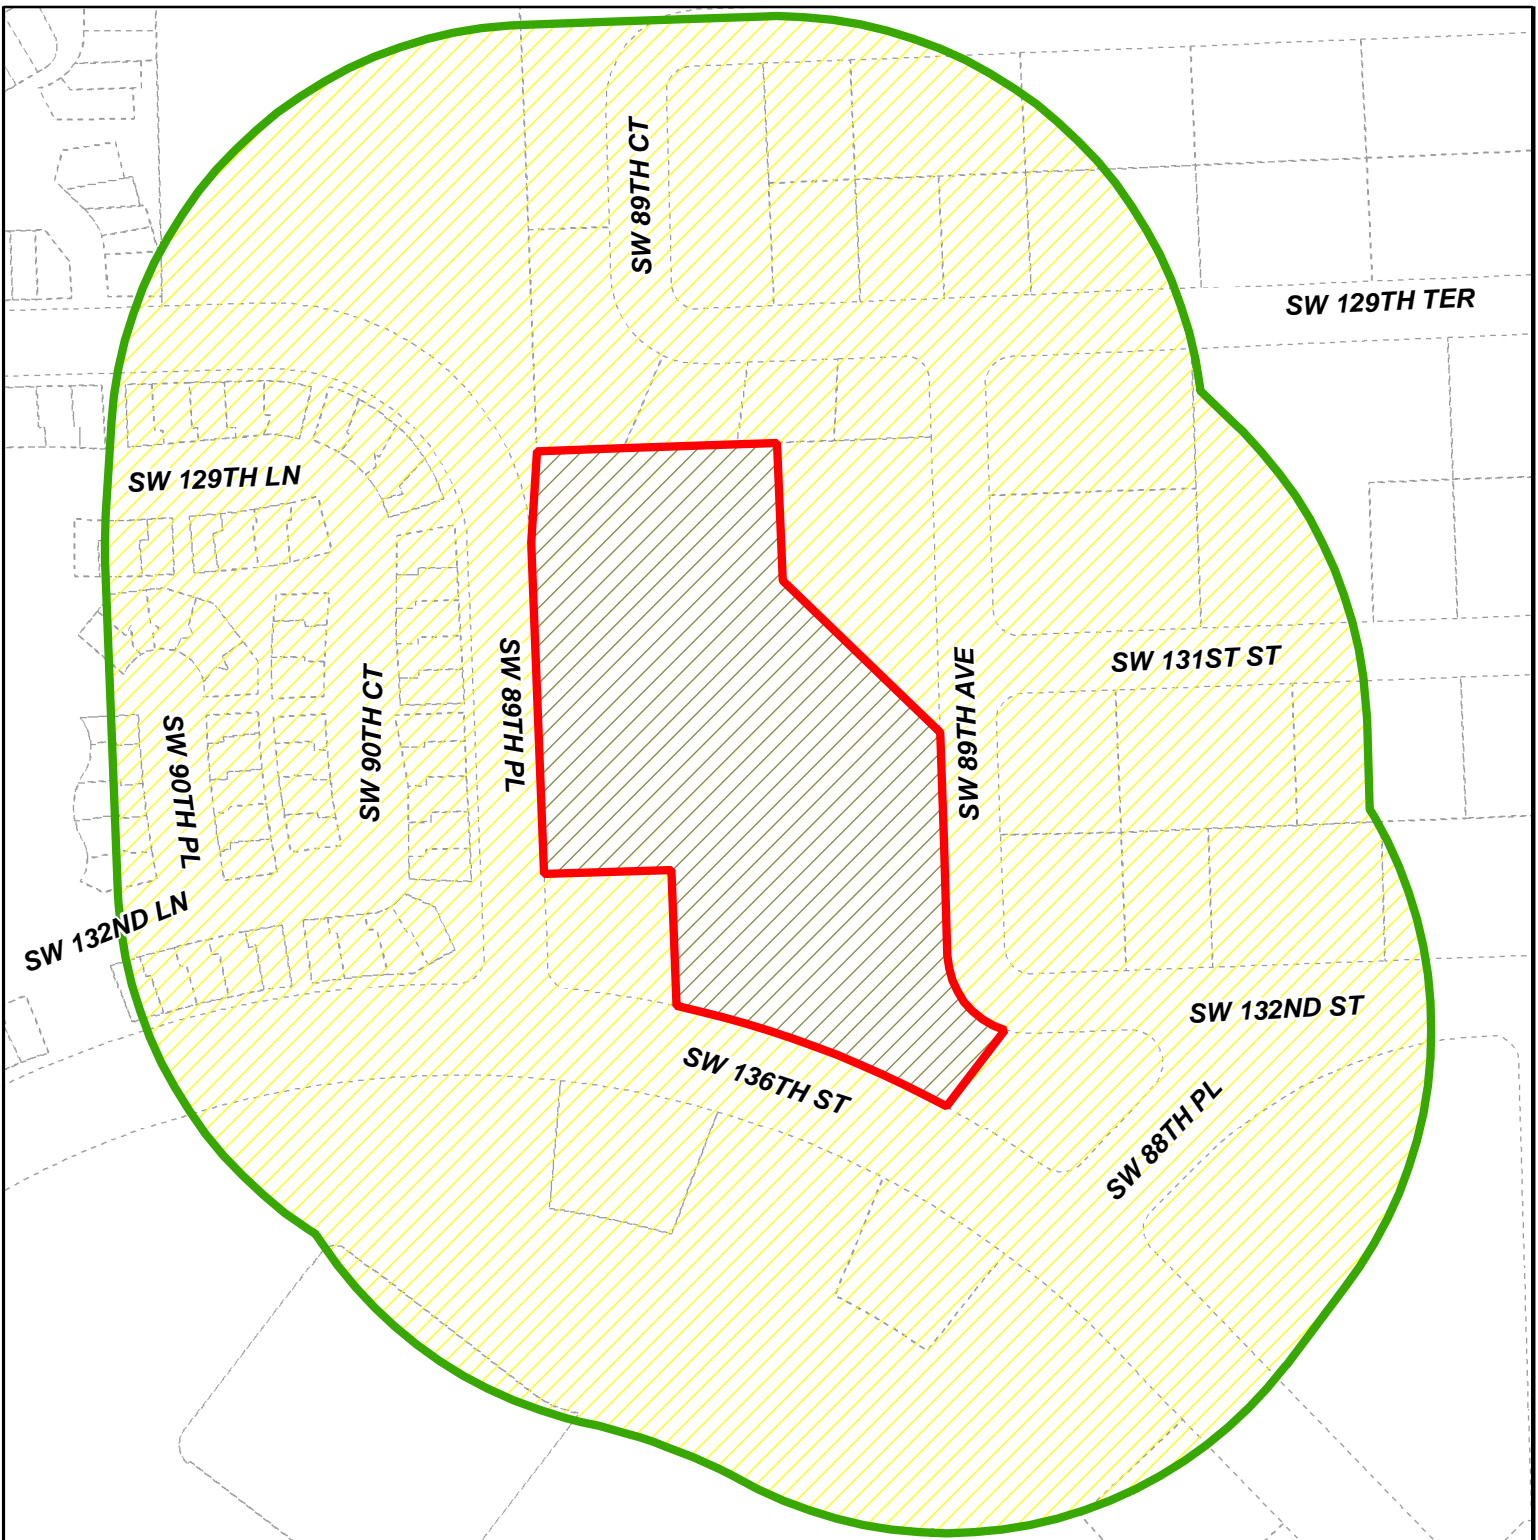 SW 89TH CT
SW 129TH TER
SW 129TH LN
SW 89TH PL
SW 131ST ST
SW 89TH AVE
SW 90TH CT
SW 90TH PL
SW 132ND LN
SW 132ND ST
SW 136TH ST
SW 88TH PL